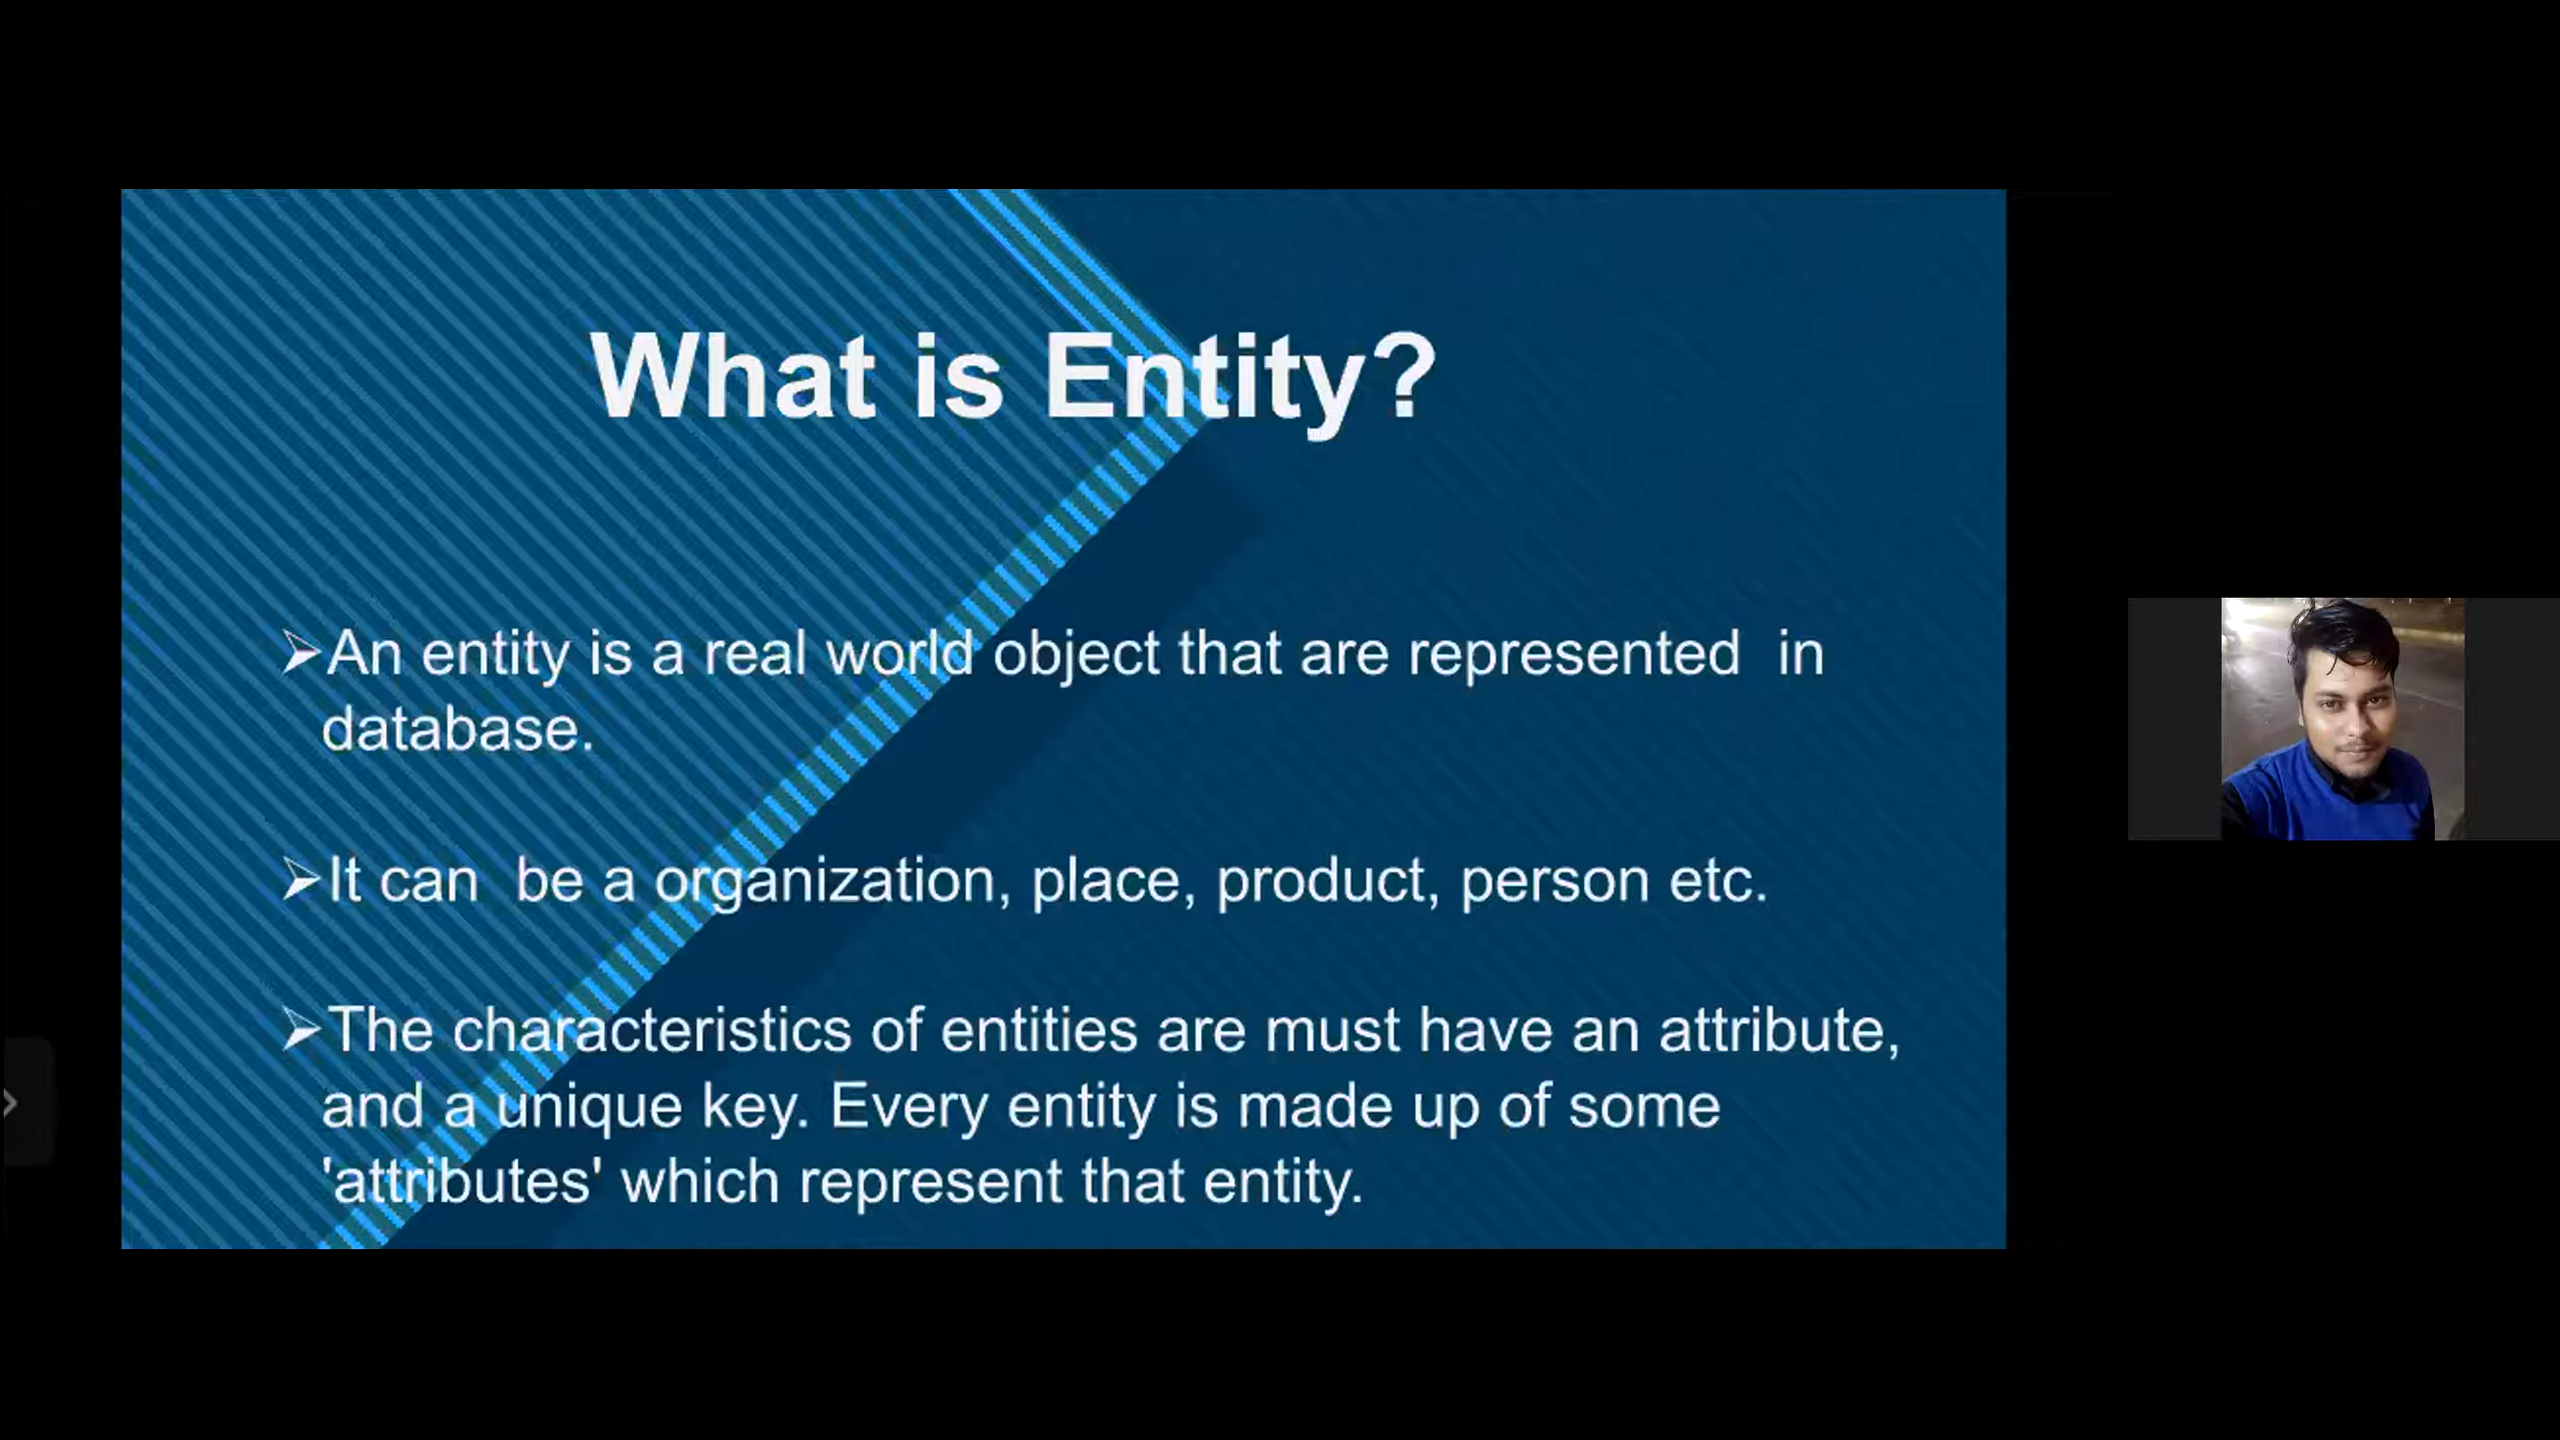 What is Entity?
➢An entity is a real world object that are represented  in
database.
➢It can  be a organization, place, product, person etc.
➢The characteristics of entities are must have an attribute,
and a unique key. Every entity is made up of some
'attributes' which represent that entity.